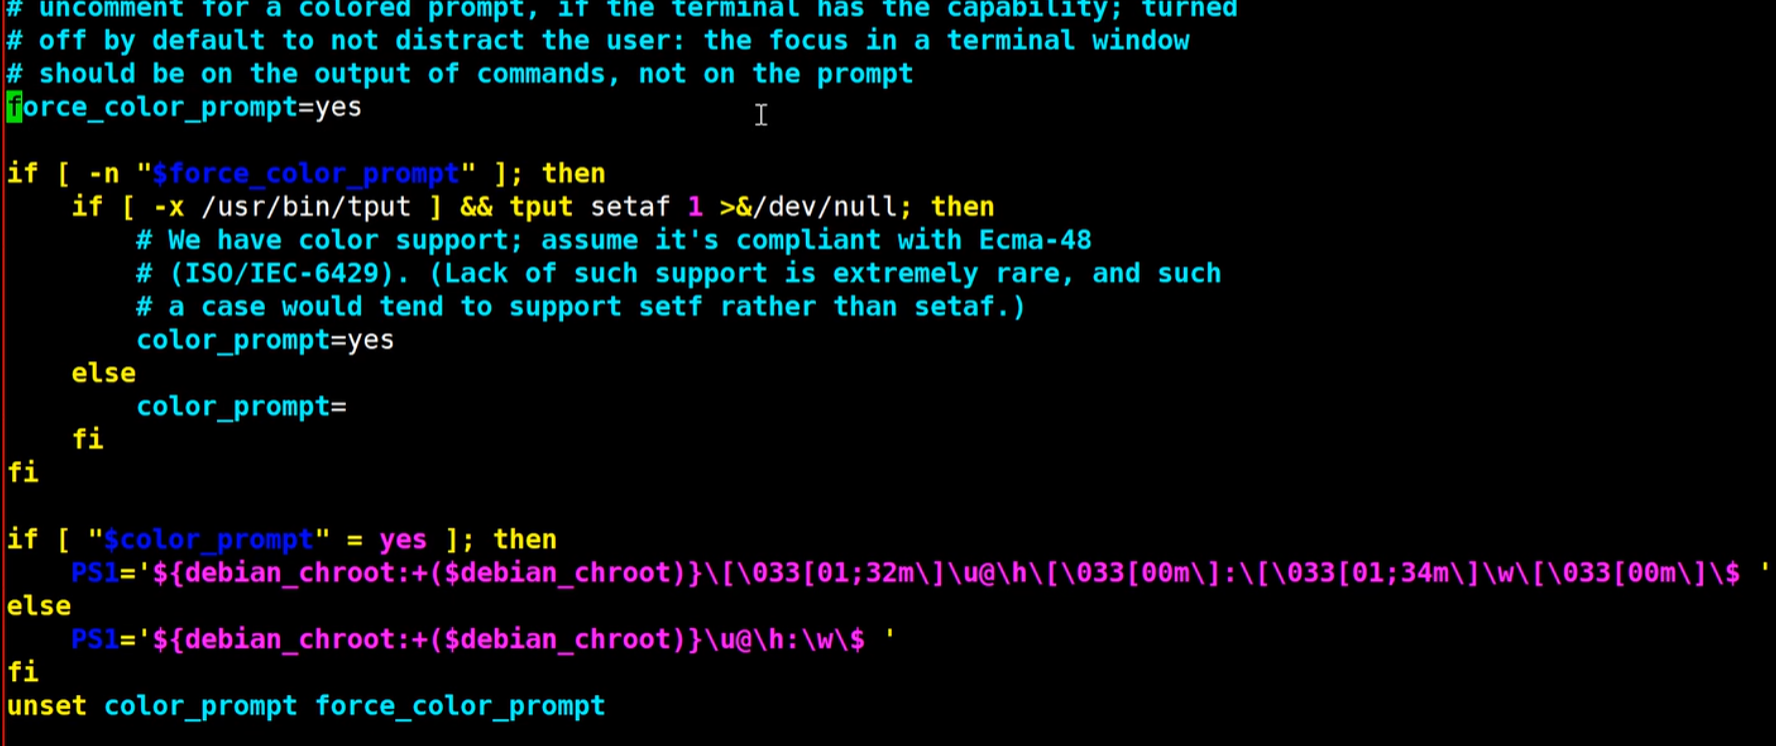 # uncomment for a colored prompt, if the terminal has the capability; turned
# off by default to not distract the user: the focus in a terminal window
# should be on the output of commands, not on the prompt
force_color_prompt=yes
if [ -n "$force_color_prompt" ]; then
if [ -x /usr/bin/tput ] && tput setaf 1 >&/dev/null; then
# We have color support; assume it's compliant with Ecma-48
# (ISO/IEC-6429). (Lack of such support is extremely rare, and such
# a case would tend to support setf rather than setaf.)
color_prompt=yes
else
color_prompt=
fi
fi
if [ "$color_prompt" = yes ]; then
PS1='${debian_chroot:+($debian_chroot)}\[\033[01;32m\]\u@\h\[\033[00m\]:\[\033[01;34m\]\w\[\033[00m\]\$ '
else
PS1='${debian_chroot:+($debian_chroot)}\u@\h:\w\$ '
fi
unset color_prompt force_color_prompt